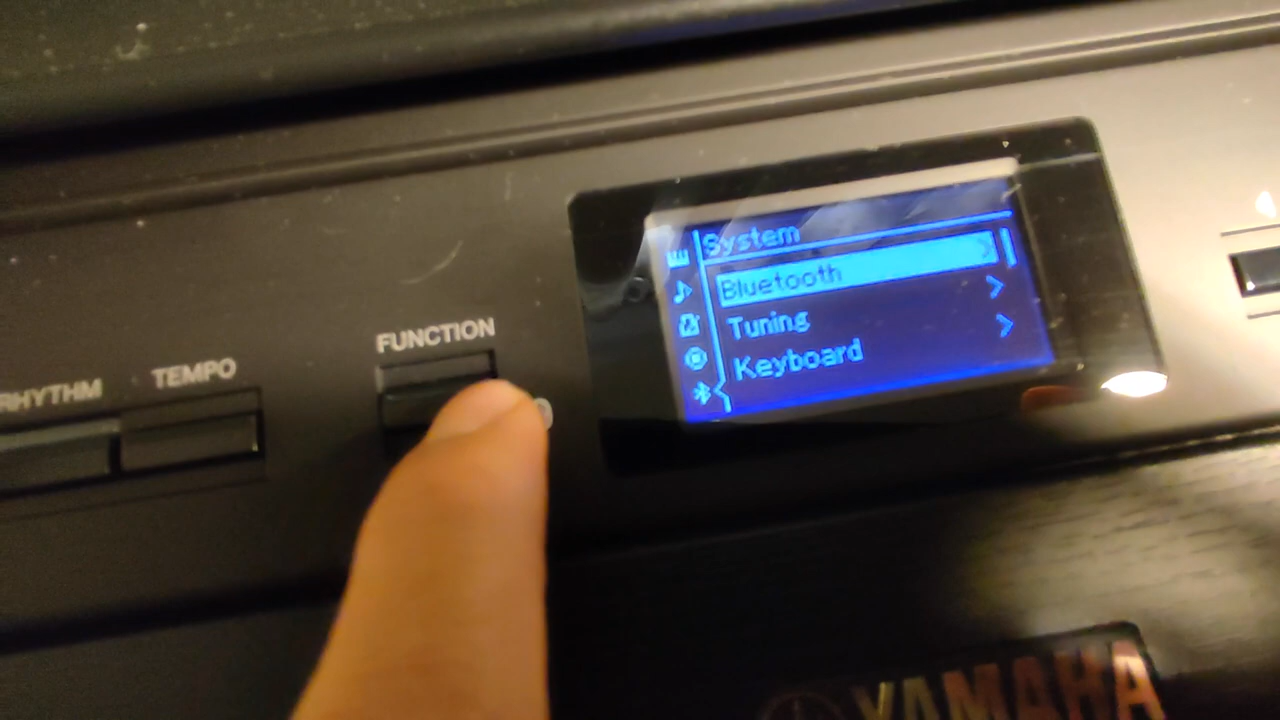 RHYTHM
TEMPO
FUNCTION
System
Bluetooth
Tuning
Keyboard
YAMAHA